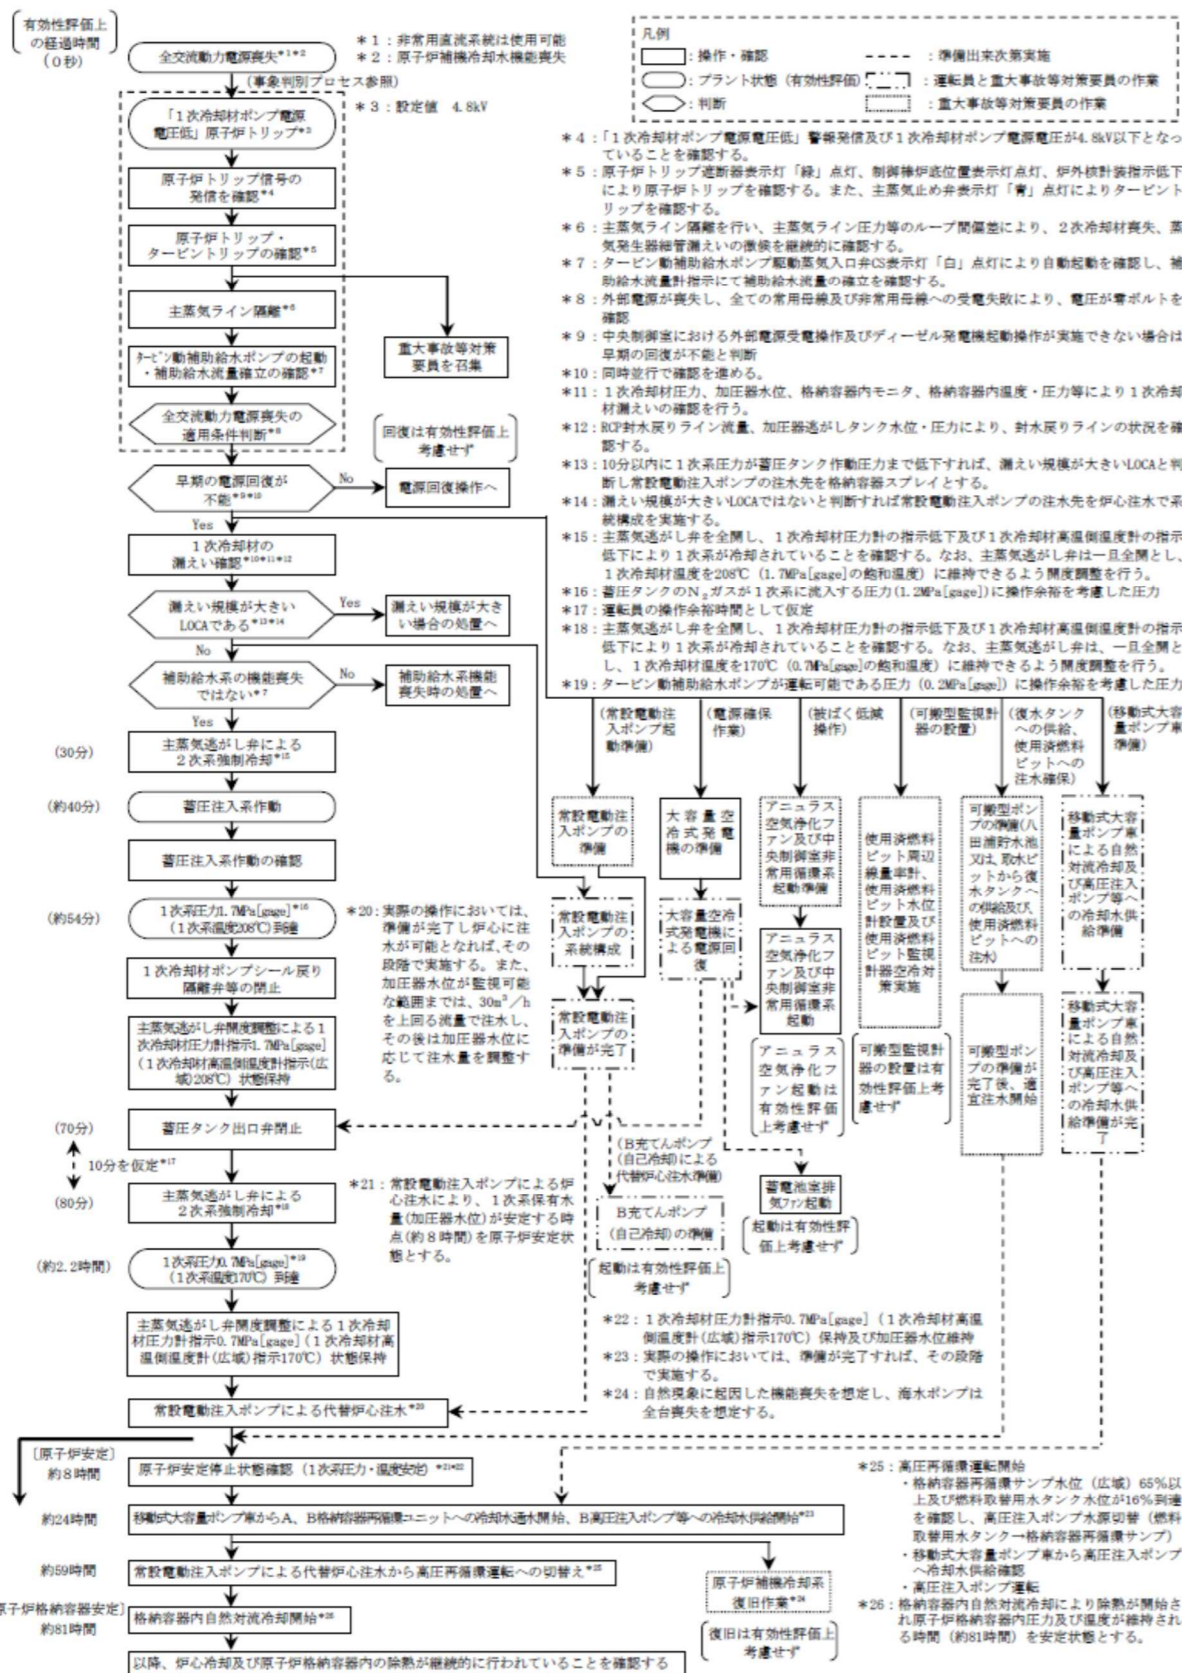 有効性評価上
の経過時間
(0秒)
全交流動力電源喪失*1*2
*1：非常用直流系統は使用可能
*2：原子炉補機冷却水機能喪失
(事象判別プロセス参照)
*3：設定値 4.8kV
凡例
：操作・確認
：準備出来次第実施
：プラント状態（有効性評価）
：運転員と重大事故等対策要員の作業
：判断
：重大事故等対策要員の作業
「1次冷却材ポンプ電源
電圧低」原子炉トリップ*3
原子炉トリップ信号の
発信を確認*4
原子炉トリップ・
タービントリップの確認*5
主蒸気ライン隔離*6
重大事故等対策
要員を召集
タービン動補助給水ポンプの起動
・補助給水流量確立の確認*7
全交流動力電源喪失の
適用条件判断*8
早期の電源回復が
不能*9*10
No
回復は有効性評価上
考慮せず
電源回復操作へ
Yes
1次冷却材の
漏えい確認*10*11*12
漏えい規模が大きい
LOCAである*13*14
Yes
漏えい規模が大き
い場合の処置へ
No
補助給水系の機能喪失
ではない*7
No
補助給水系機能
喪失時の処置へ
Yes
*4：「1次冷却材ポンプ電源電圧低」警報発信及び1次冷却材ポンプ電源電圧が4.8kV以下となっ
ていることを確認する。
*5：原子炉トリップ遮断器表示灯「緑」点灯、制御棒炉底位置表示灯点灯、炉外核計装指示低下
により原子炉トリップを確認する。また、主蒸気止め弁表示灯「青」点灯によりタービント
リップを確認する。
*6：主蒸気ライン隔離を行い、主蒸気ライン圧力等のループ間偏差により、2次冷却材喪失、蒸
気発生器細管漏えいの徴候を継続的に確認する。
*7：タービン動補助給水ポンプ駆動蒸気入口弁CS表示灯「白」点灯により自動起動を確認し、補
助給水流量計指示にて補助給水流量の確立を確認する。
*8：外部電源が喪失し、全ての常用母線及び非常用母線への受電失敗により、電圧が零ボルトを
確認
*9：中央制御室における外部電源受電操作及びディーゼル発電機起動操作が実施できない場合は
早期の回復が不能と判断
*10：同時並行で確認を進める。
*11：1次冷却材圧力、加圧器水位、格納容器内モニタ、格納容器内温度・圧力等により1次冷却
材漏えいの確認を行う。
*12：RCP封水戻りライン流量、加圧器逃がしタンク水位・圧力により、封水戻りラインの状況を確
認する。
*13：10分以内に1次系圧力が蓄圧タンク作動圧力まで低下すれば、漏えい規模が大きいLOCAと判
断し常設電動注入ポンプの注水先を格納容器スプレイとする。
*14：漏えい規模が大きいLOCAではないと判断すれば常設電動注入ポンプの注水先を炉心注水で系
統構成を実施する。
*15：主蒸気逃がし弁を全開し、1次冷却材圧力計の指示低下及び1次冷却材高温側温度計の指示
低下により1次系が冷却されていることを確認する。なお、主蒸気逃がし弁は一旦全開とし、
1次冷却材温度を208℃（1.7MPa[gage]の飽和温度）に維持できるよう開度調整を行う。
*16：蓄圧タンクのN₂ガスが1次系に流入する圧力(1.2MPa[gage])に操作余裕を考慮した圧力
*17：運転員の操作余裕時間として仮定
*18：主蒸気逃がし弁を全開し、1次冷却材圧力計の指示低下及び1次冷却材高温側温度計の指示
低下により1次系が冷却されていることを確認する。なお、主蒸気逃がし弁は、一旦全開と
し、1次冷却材温度を170℃（0.7MPa[gage]の飽和温度）に維持できるよう開度調整を行う。
*19：タービン動補助給水ポンプが運転可能である圧力（0.2MPa[gage]）に操作余裕を考慮した圧力
(常設電動注
入ポンプ起
動準備)
(電源確保
作業)
(被ばく低減
操作)
(可搬型監視計
器の設置)
(復水タンク
への供給、
使用済燃料
ピットへの
注水確保)
(移動式大容
量ポンプ車
準備)
(30分)
主蒸気逃がし弁による
2次系強制冷却*15
(約40分)
蓄圧注入系作動
蓄圧注入系作動の確認
(約54分)
1次系圧力1.7MPa[gage]*16
(1次系温度208℃)到達
1次冷却材ポンプシール戻り
隔離弁等の閉止
主蒸気逃がし弁開度調整による1
次冷却材圧力計指示1.7MPa[gage]
(1次冷却材高温側温度計指示(広
域)208℃) 状態保持
(70分)
蓄圧タンク出口弁閉止
10分を仮定*17
(80分)
主蒸気逃がし弁による
2次系強制冷却*18
(約2.2時間)
1次系圧力0.7MPa[gage]*19
(1次系温度170℃) 到達
主蒸気逃がし弁開度調整による1次冷却
材圧力計指示0.7MPa[gage]（1次冷却材高
温側温度計(広域)指示170℃）状態保持
常設電動注入ポンプによる代替炉心注水*20
常設電動注
入ポンプの
準備
常設電動注
入ポンプの
系統構成
常設電動注
入ポンプの
準備が完了
大容量空
冷式発電
機の準備
大容量空冷
式発電機に
よる電源回
復
アニュラス
空気浄化フ
ァン及び中
央制御室非
常用循環系
起動準備
アニュラス
空気浄化フ
ァン及び中
央制御室非
常用循環系
起動
アニュラス
空気浄化フ
ァン起動は
有効性評価
上考慮せず
使用済燃料
ピット周辺
線量率計、
使用済燃料
ピット水位
計設置及び
使用済燃料
ピット監視
計器空冷対
策実施
可搬型監視計
器の設置は有
効性評価上考
慮せず
可搬型ポン
プの準備(八
田浦貯水池
又は、取水ピ
ットから復
水タンクへ
の供給及び、
使用済燃料
ピットへの
注水)
可搬型ポン
プの準備が
完了後、適
宜注水開始
移動式大容
量ポンプ車
による自然
対流冷却及
び高圧注入
ポンプ等へ
の冷却水供
給準備
移動式大容
量ポンプ車
による自然
対流冷却及
び高圧注入
ポンプ等へ
の冷却水供
給準備が完
了
*20：実際の操作においては、
準備が完了し炉心に注
水が可能となれば、その
段階で実施する。また、
加圧器水位が監視可能
な範囲までは、30m³／h
を上回る流量で注水し、
その後は加圧器水位に
応じて注水量を調整す
る。
(B充てんポンプ
(自己冷却)による
代替炉心注水準備)
B充てんポンプ
(自己冷却)の準備
起動は有効性評価上
考慮せず
蓄電池室排
気ファン起動
起動は有効性評
価上考慮せず
*21：常設電動注入ポンプによる炉
心注水により、1次系保有水
量(加圧器水位)が安定する時
点(約8時間)を原子炉安定状
態とする。
*22：1次冷却材圧力計指示0.7MPa[gage]（1次冷却材高温
側温度計(広域)指示170℃）保持及び加圧器水位維持
*23：実際の操作においては、準備が完了すれば、その段階
で実施する。
*24：自然現象に起因した機能喪失を想定し、海水ポンプは
全台喪失を想定する。
〔原子炉安定〕
約8時間
原子炉安定停止状態確認（1次系圧力・温度安定）*21*22
約24時間
移動式大容量ポンプ車からA、B格納容器再循環ユニットへの冷却水通水開始、B高圧注入ポンプ等への冷却水供給開始*23
約59時間
常設電動注入ポンプによる代替炉心注水から高圧再循環運転への切替え*25
原子炉補機冷却系
復旧作業*24
復旧は有効性評価上
考慮せず
原子炉格納容器安定〕
約81時間
格納容器内自然対流冷却開始*26
以降、炉心冷却及び原子炉格納容器内の除熱が継続的に行われていることを確認する
*25：高圧再循環運転開始
・格納容器再循環サンプ水位（広域）65％以
上及び燃料取替用水タンク水位が16％到達
を確認し、高圧注入ポンプ水源切替（燃料
取替用水タンク→格納容器再循環サンプ）
・移動式大容量ポンプ車から高圧注入ポンプ
へ冷却水供給確認
・高圧注入ポンプ運転
*26：格納容器内自然対流冷却により除熱が開始さ
れ原子炉格納容器内圧力及び温度が維持され
る時間（約81時間）を安定状態とする。